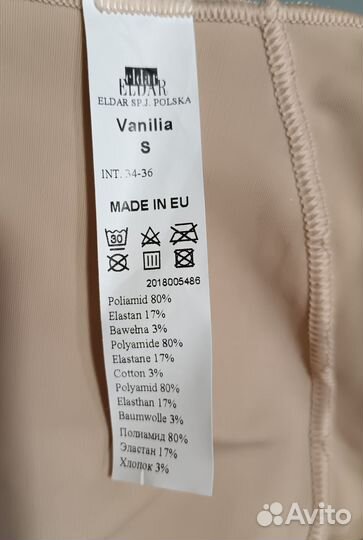 eldar
ELDAR
ELDAR SP.J. POLSKA
Vanilia
S
INT. 34-36
MADE IN EU
30
2018005486
Poliamid 80%
Elastan 17%
Bawełna 3%
Polyamide 80%
Elastane 17%
Cotton 3%
Polyamid 80%
Elasthan 17%
Baumwolle 3%
Полиамид 80%
Эластан 17%
Хлопок 3%
Avito